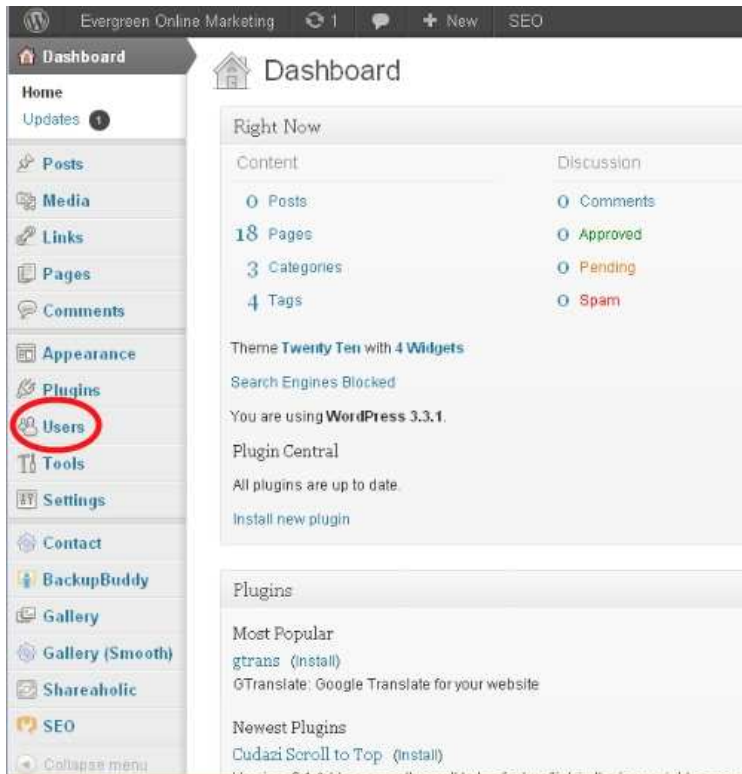 Evergreen Online Marketing 1 New SEO
Dashboard
Home
Updates 1
Posts
Media
Links
Pages
Comments
Appearance
Plugins
Users
Tools
Settings
Contact
BackupBuddy
Gallery
Gallery (Smooth)
Shareaholic
SEO
Collapse menu
Dashboard
Right Now
Content Discussion
0 Posts 0 Comments
18 Pages 0 Approved
3 Categories 0 Pending
4 Tags 0 Spam
Theme Twenty Ten with 4 Widgets
Search Engines Blocked
You are using WordPress 3.3.1.
Plugin Central
All plugins are up to date.
Install new plugin
Plugins
Most Popular
gtrans (Install)
GTranslate: Google Translate for your website
Newest Plugins
Cudazi Scroll to Top (Install)